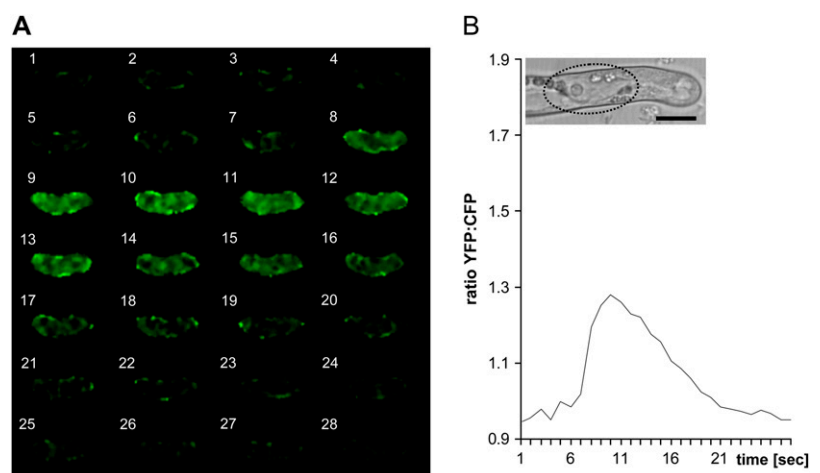 A
1 2 3 4
5 6 7 8
9 10 11 12
13 14 15 16
17 18 19 20
21 22 23 24
25 26 27 28
B
1.9
1.7
1.5
1.3
1.1
0.9
ratio YFP:CFP
1 6 11 16 21 time [sec]